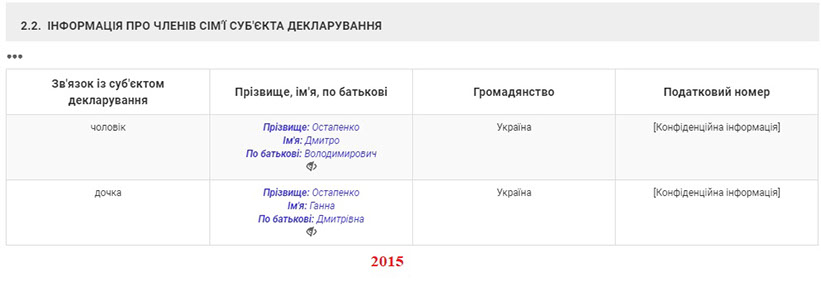 2.2. ІНФОРМАЦІЯ ПРО ЧЛЕНІВ СІМ'Ї СУБ'ЄКТА ДЕКЛАРУВАННЯ
Зв'язок із суб'єктом
декларування
Прізвище, ім'я, по батькові
Громадянство
Податковий номер
чоловік
Прізвище: Остапенко
Ім'я: Дмитро
По батькові: Володимирович
Україна
[Конфіденційна інформація]
дочка
Прізвище: Остапенко
Ім'я: Ганна
По батькові: Дмитрівна
Україна
[Конфіденційна інформація]
2015